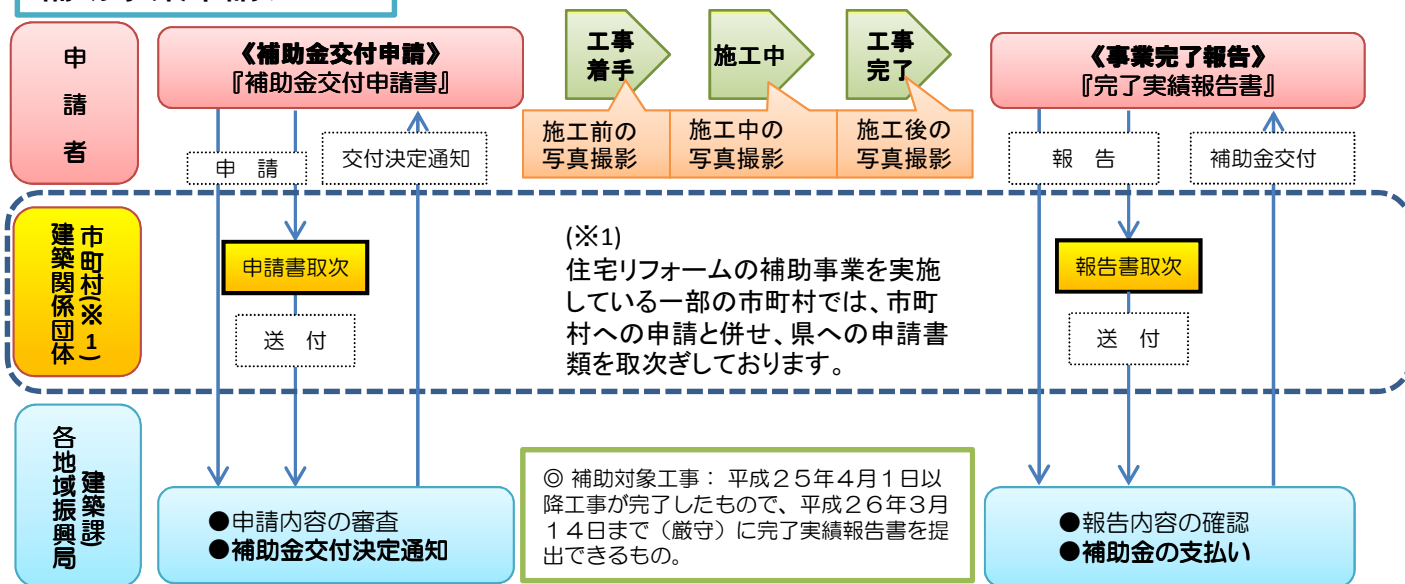 申請者
《補助金交付申請》
『補助金交付申請書』
工事
着手
施工中
工事
完了
《事業完了報告》
『完了実績報告書』
施工前の
写真撮影
施工中の
写真撮影
施工後の
写真撮影
申 請
交付決定通知
報 告
補助金交付
市町村(※1)
建築関係団体
申請書取次
送 付
(※1)
住宅リフォームの補助事業を実施
している一部の市町村では、市町
村への申請と併せ、県への申請書
類を取次ぎしております。
報告書取次
送 付
各地域振興局
建築課)
●申請内容の審査
●補助金交付決定通知
◎ 補助対象工事： 平成２５年４月１日以
降工事が完了したもので、平成２６年３月
１４日まで（厳守）に完了実績報告書を提
出できるもの。
●報告内容の確認
●補助金の支払い